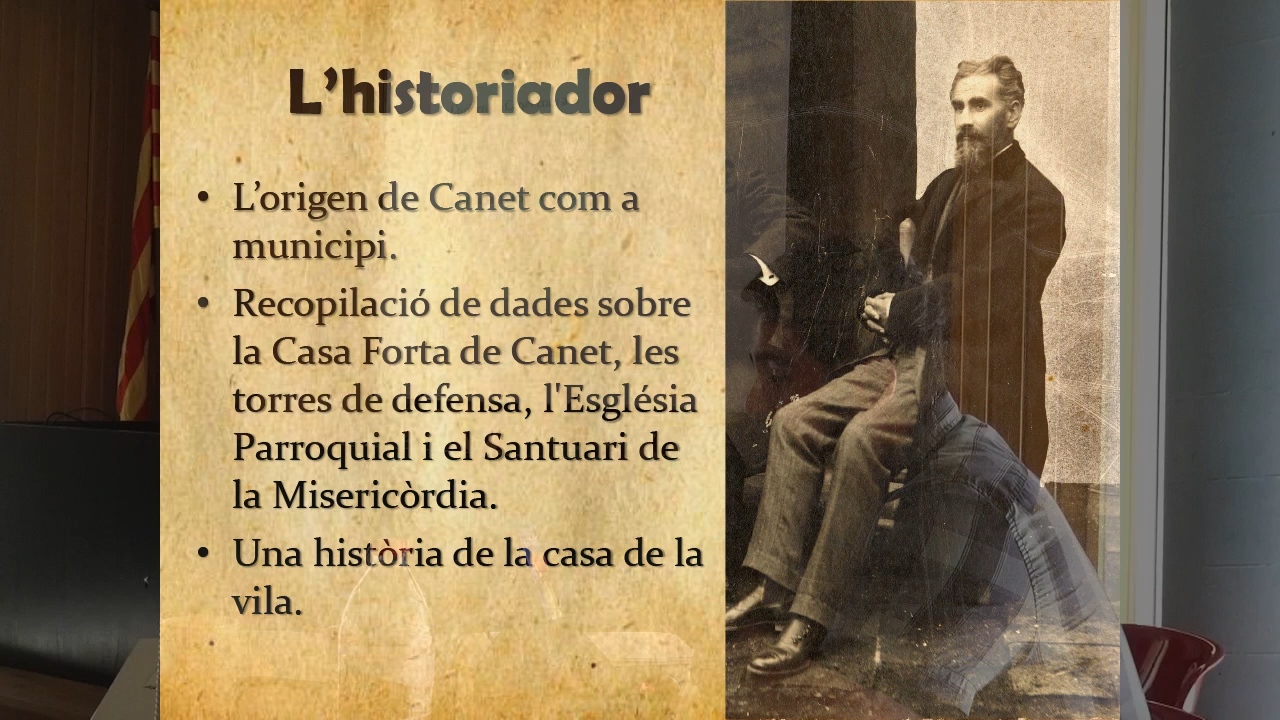 L’historiador
• L’origen de Canet com a
municipi.
• Recopilació de dades sobre
la Casa Forta de Canet, les
torres de defensa, l'Església
Parroquial i el Santuari de
la Misericòrdia.
• Una història de la casa de la
vila.